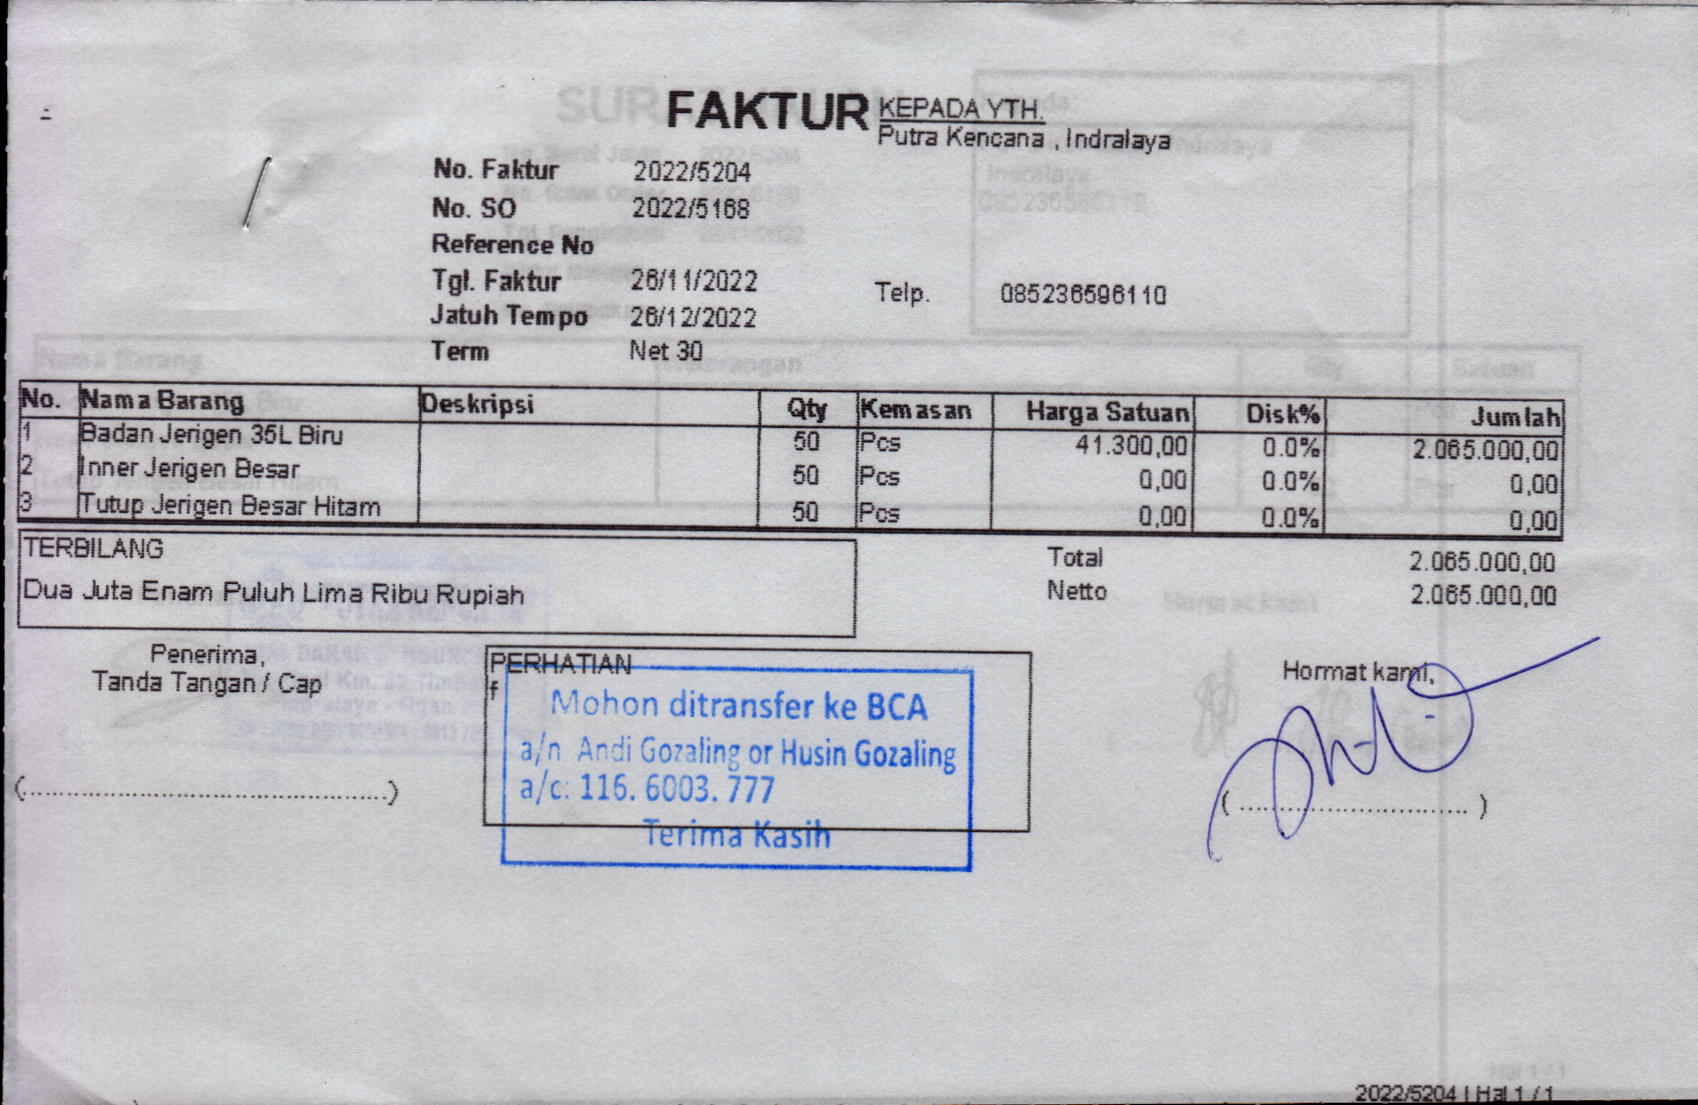 FAKTUR
KEPADA YTH.
Putra Kencana , Indralaya
No. Faktur 2022/5204
No. SO 2022/5168
Reference No
Tgl. Faktur 26/11/2022
Telp. 085236596110
Jatuh Tempo 26/12/2022
Term Net 30
No. Nama Barang Deskripsi Qty Kemasan Harga Satuan Disk% Jumlah
1 Badan Jerigen 35L Biru 50 Pcs 41.300,00 0.0% 2.065.000,00
2 Inner Jerigen Besar 50 Pcs 0,00 0.0% 0,00
3 Tutup Jerigen Besar Hitam 50 Pcs 0,00 0.0% 0,00
TERBILANG
Dua Juta Enam Puluh Lima Ribu Rupiah
Total 2.065.000,00
Netto 2.065.000,00
Penerima,
Tanda Tangan / Cap
(................................................)
PERHATIAN
f
Mohon ditransfer ke BCA
a/n Andi Gozaling or Husin Gozaling
a/c: 116. 6003. 777
Terima Kasih
Hormat kami,
( ............................... )
2022/5204 | Hal 1 / 1